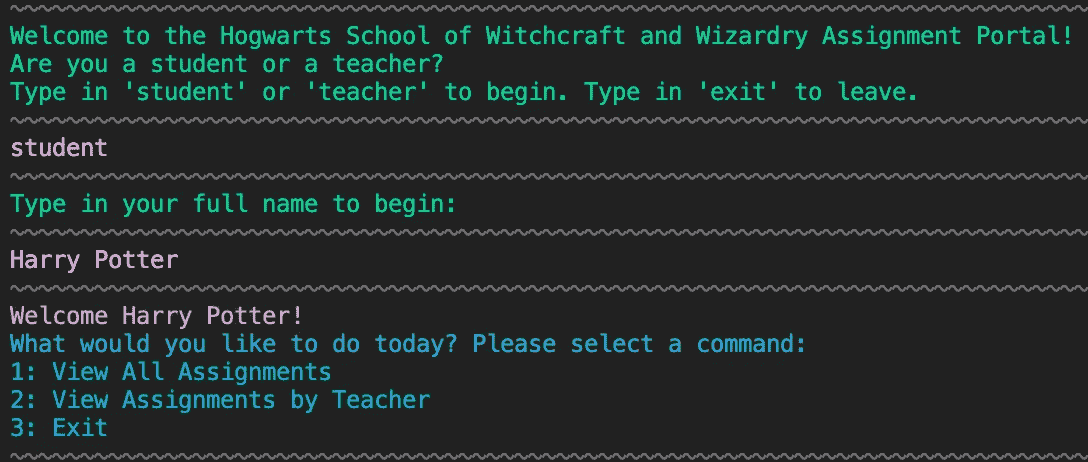 Welcome to the Hogwarts School of Witchcraft and Wizardry Assignment Portal!
Are you a student or a teacher?
Type in 'student' or 'teacher' to begin. Type in 'exit' to leave.
student
Type in your full name to begin:
Harry Potter
Welcome Harry Potter!
What would you like to do today? Please select a command:
1: View All Assignments
2: View Assignments by Teacher
3: Exit